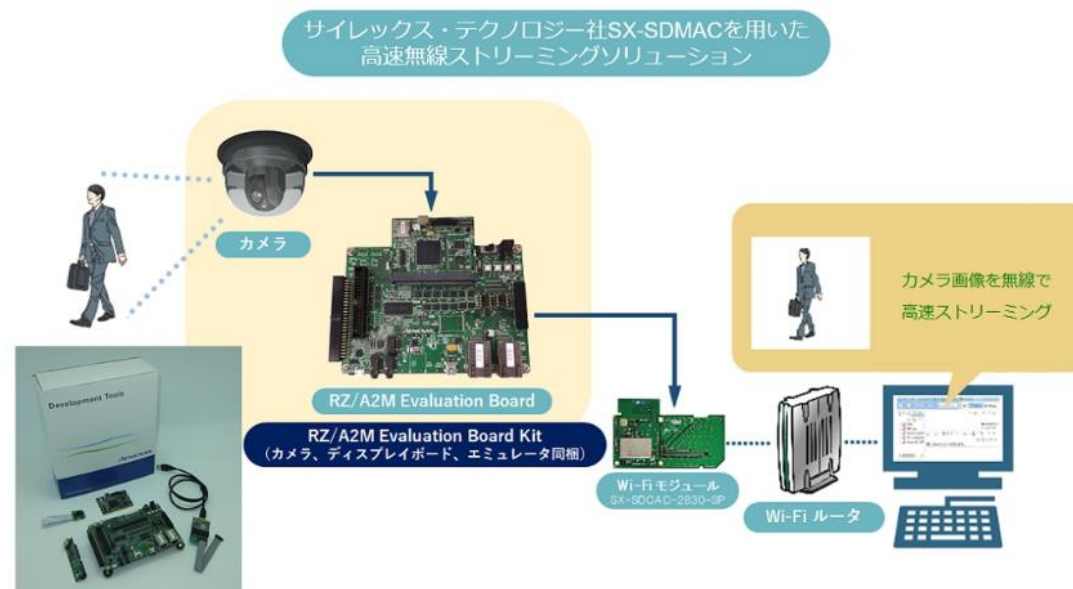 サイレックス・テクノロジー社SX-SDMACを用いた
高速無線ストリーミングソリューション
カメラ
RZ/A2M Evaluation Board
RZ/A2M Evaluation Board Kit
(カメラ、ディスプレイボード、エミュレータ同梱)
Wi-Fi モジュール
SX-SDCAC-2830-SP
Wi-Fi ルータ
カメラ画像を無線で
高速ストリーミング
Development Tools
RENESAS